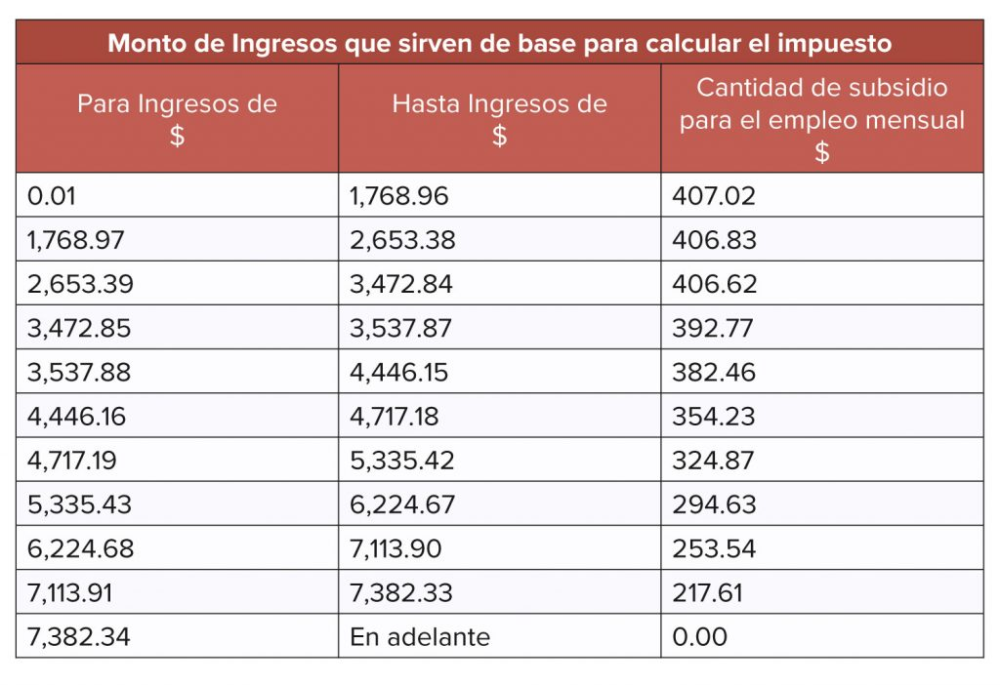 Monto de Ingresos que sirven de base para calcular el impuesto
Para Ingresos de
$
Hasta Ingresos de
$
Cantidad de subsidio
para el empleo mensual
$
0.01 1,768.96 407.02
1,768.97 2,653.38 406.83
2,653.39 3,472.84 406.62
3,472.85 3,537.87 392.77
3,537.88 4,446.15 382.46
4,446.16 4,717.18 354.23
4,717.19 5,335.42 324.87
5,335.43 6,224.67 294.63
6,224.68 7,113.90 253.54
7,113.91 7,382.33 217.61
7,382.34 En adelante 0.00